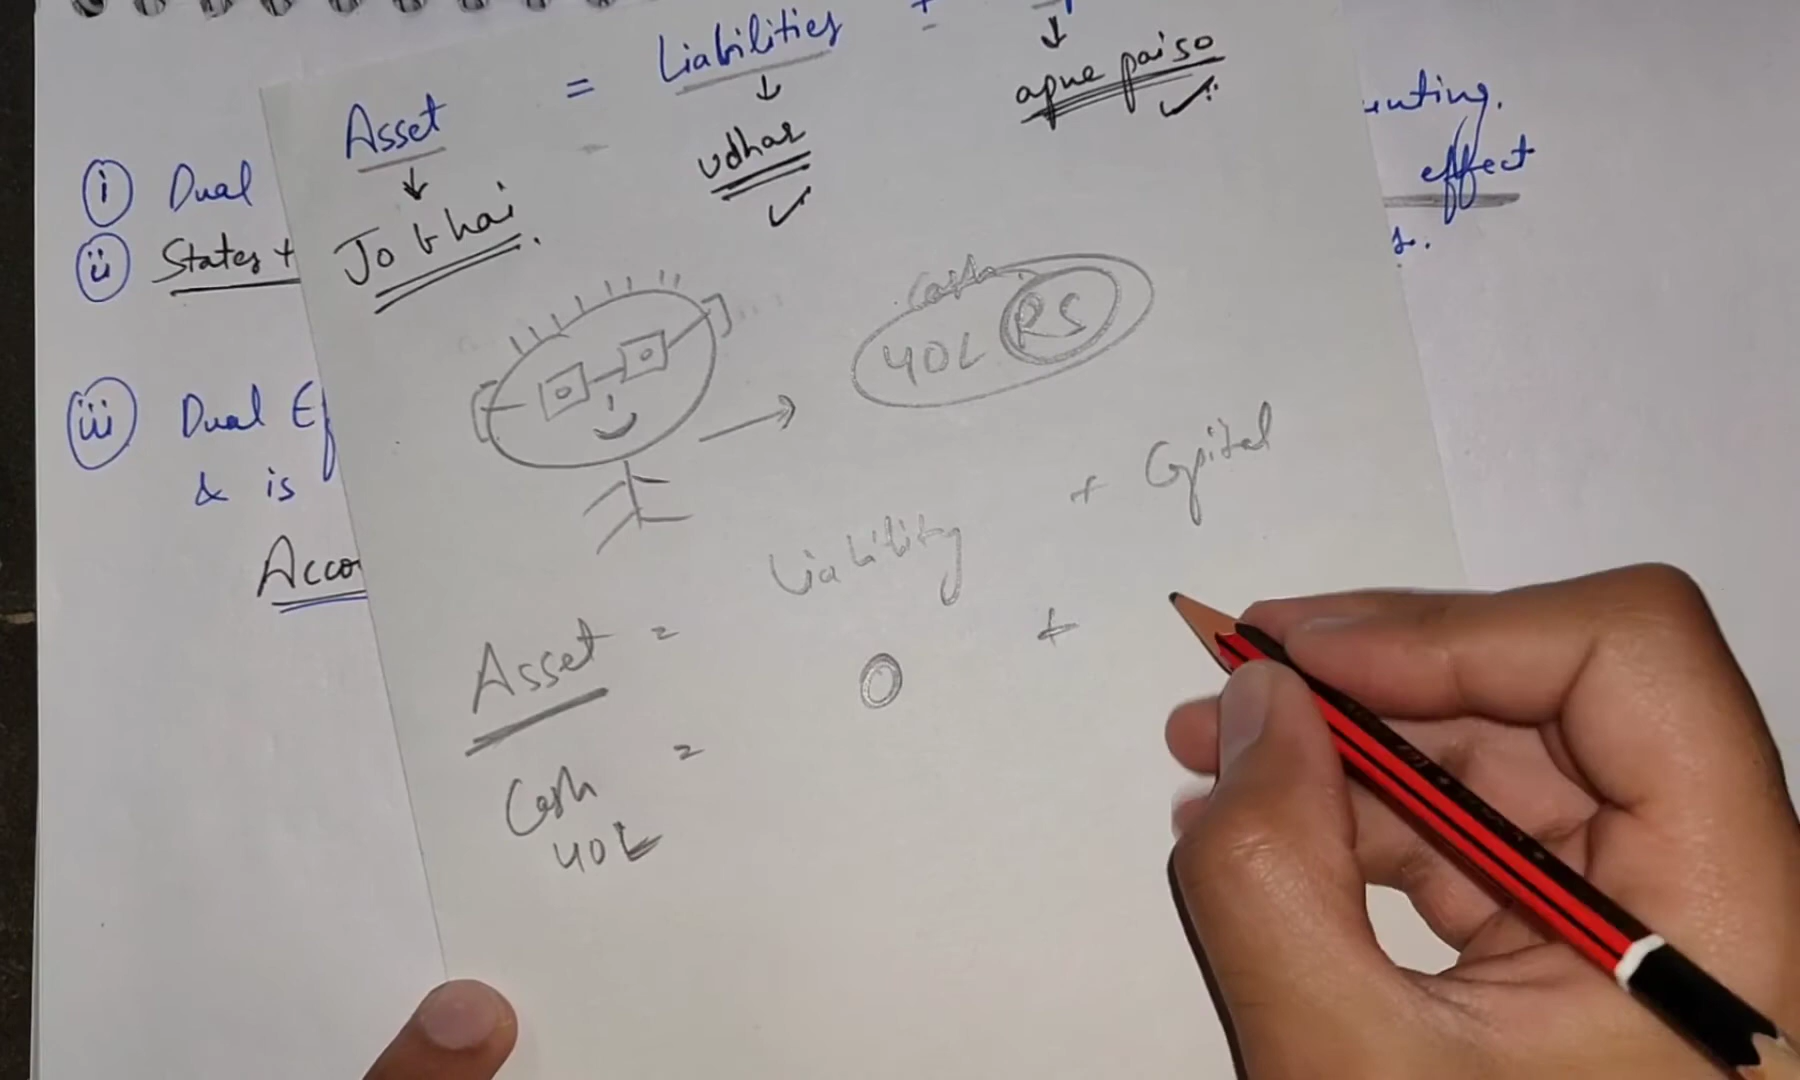 Asset = Liabilities +
↓ ↓ ↓
Jo bhai. udhar apne paiso
unting.
effect
i Dual
ii States +
iii Dual Ef
& is
Acco
Cash
40L RS
Liability + Capital
Asset = 0 +
Cash =
40L